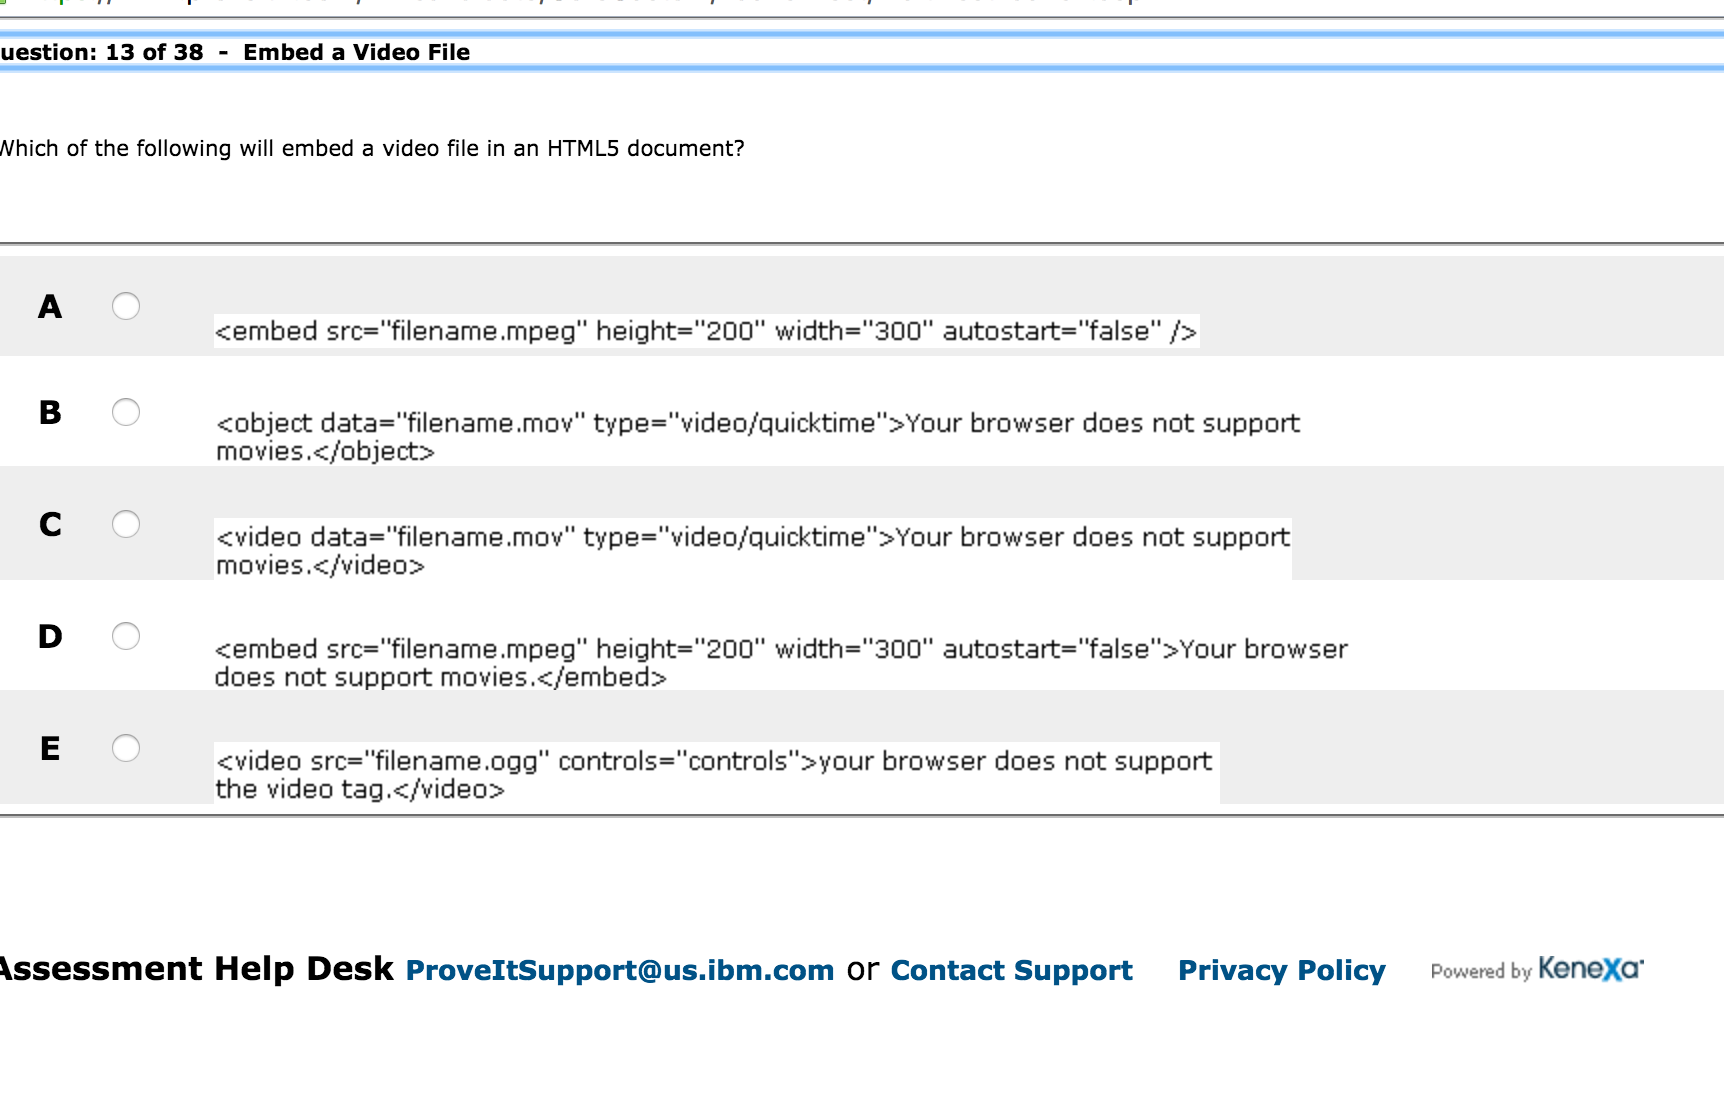 uestion: 13 of 38 - Embed a Video File
Which of the following will embed a video file in an HTML5 document?
A
<embed src="filename.mpeg" height="200" width="300" autostart="false" />
B
<object data="filename.mov" type="video/quicktime">Your browser does not support
movies.</object>
C
<video data="filename.mov" type="video/quicktime">Your browser does not support
movies.</video>
D
<embed src="filename.mpeg" height="200" width="300" autostart="false">Your browser
does not support movies.</embed>
E
<video src="filename.ogg" controls="controls">your browser does not support
the video tag.</video>
Assessment Help Desk ProveItSupport@us.ibm.com or Contact Support Privacy Policy Powered by Kenexa